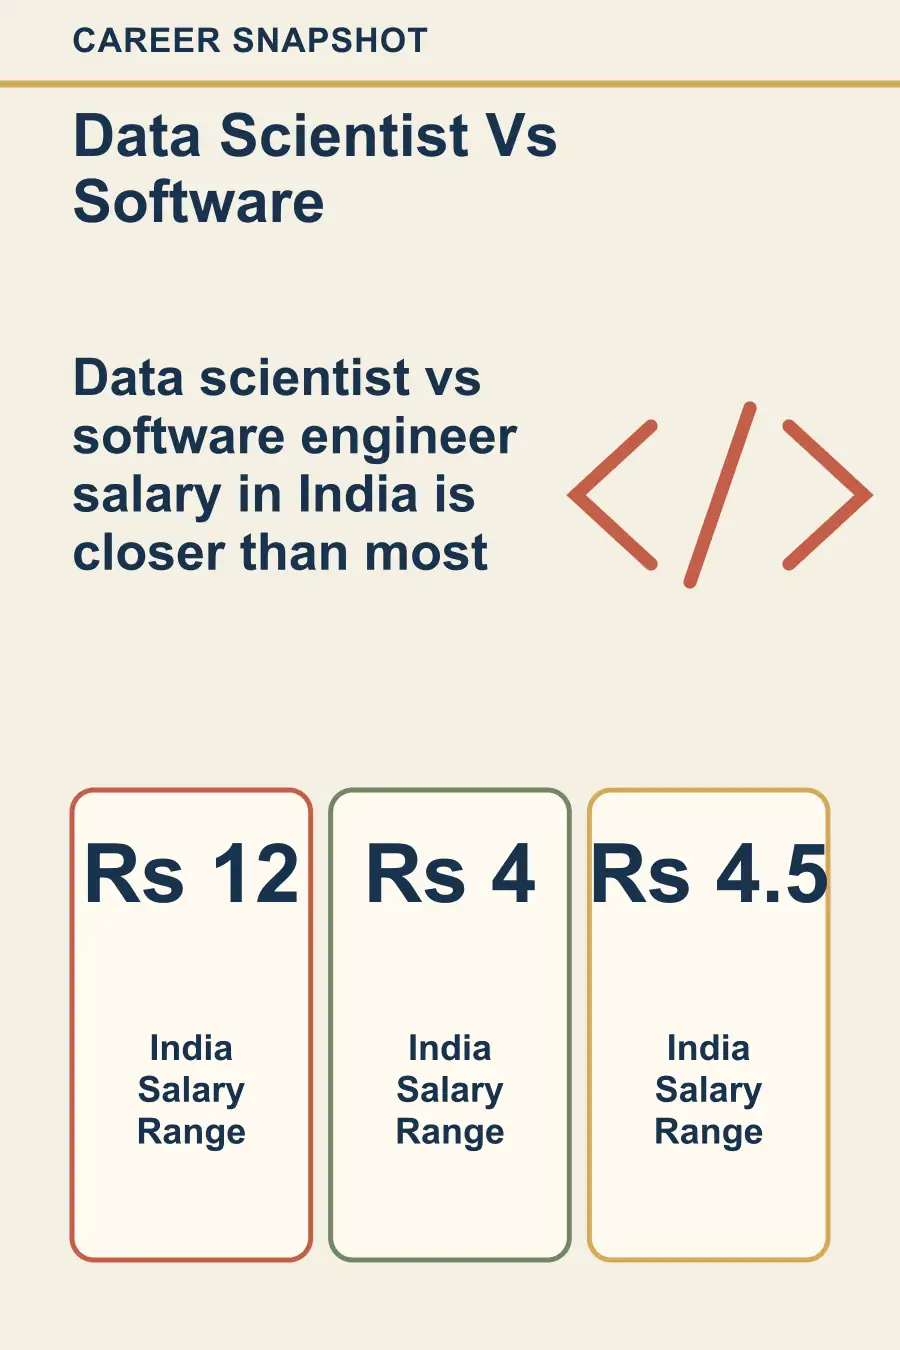 CAREER SNAPSHOT
Data Scientist Vs
Software
Data scientist vs
software engineer
salary in India is
closer than most
Rs 12
India
Salary
Range
Rs 4
India
Salary
Range
Rs 4.5
India
Salary
Range